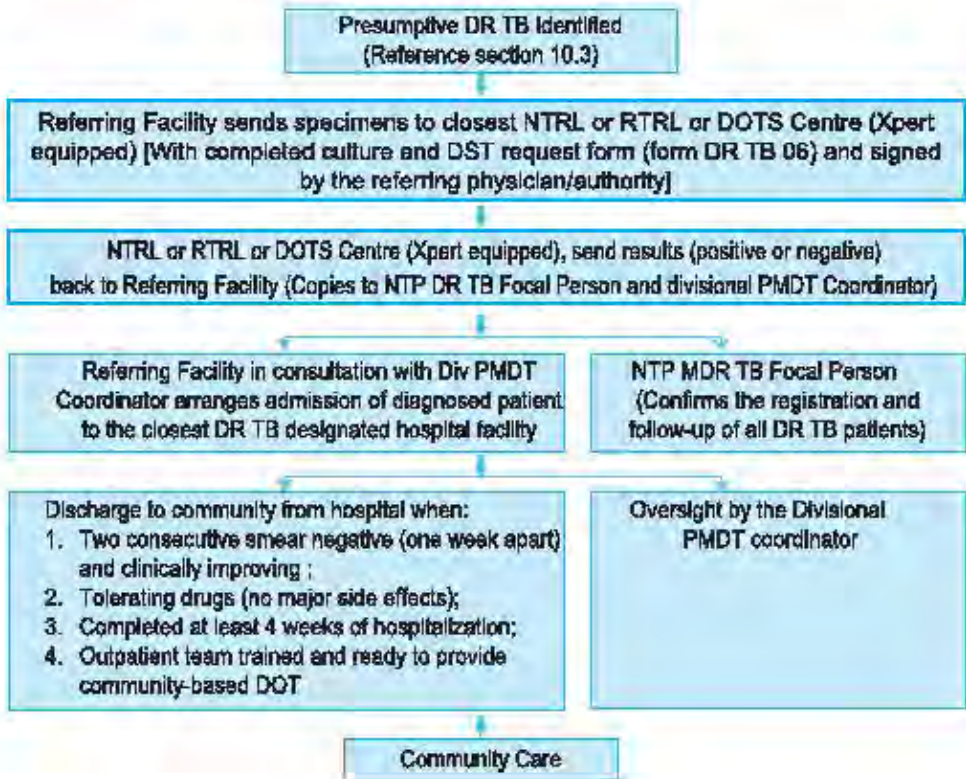 Presumptive DR TB Identified
(Reference section 10.3)
Referring Facility sends specimens to closest NTRL or RTRL or DOTS Centre (Xpert
equipped) [With completed culture and DST request form (form DR TB 06) and signed
by the referring physician/authority]
NTRL or RTRL or DOTS Centre (Xpert equipped), send results (positive or negative)
back to Referring Facility (Copies to NTP DR TB Focal Person and divisional PMDT Coordinator)
Referring Facility in consultation with Div PMDT
Coordinator arranges admission of diagnosed patient
to the closest DR TB designated hospital facility
NTP MDR TB Focal Person
(Confirms the registration and
follow-up of all DR TB patients)
Discharge to community from hospital when:
1. Two consecutive smear negative (one week apart)
and clinically improving ;
2. Tolerating drugs (no major side effects);
3. Completed at least 4 weeks of hospitalization;
4. Outpatient team trained and ready to provide
community-based DOT
Oversight by the Divisional
PMDT coordinator
Community Care